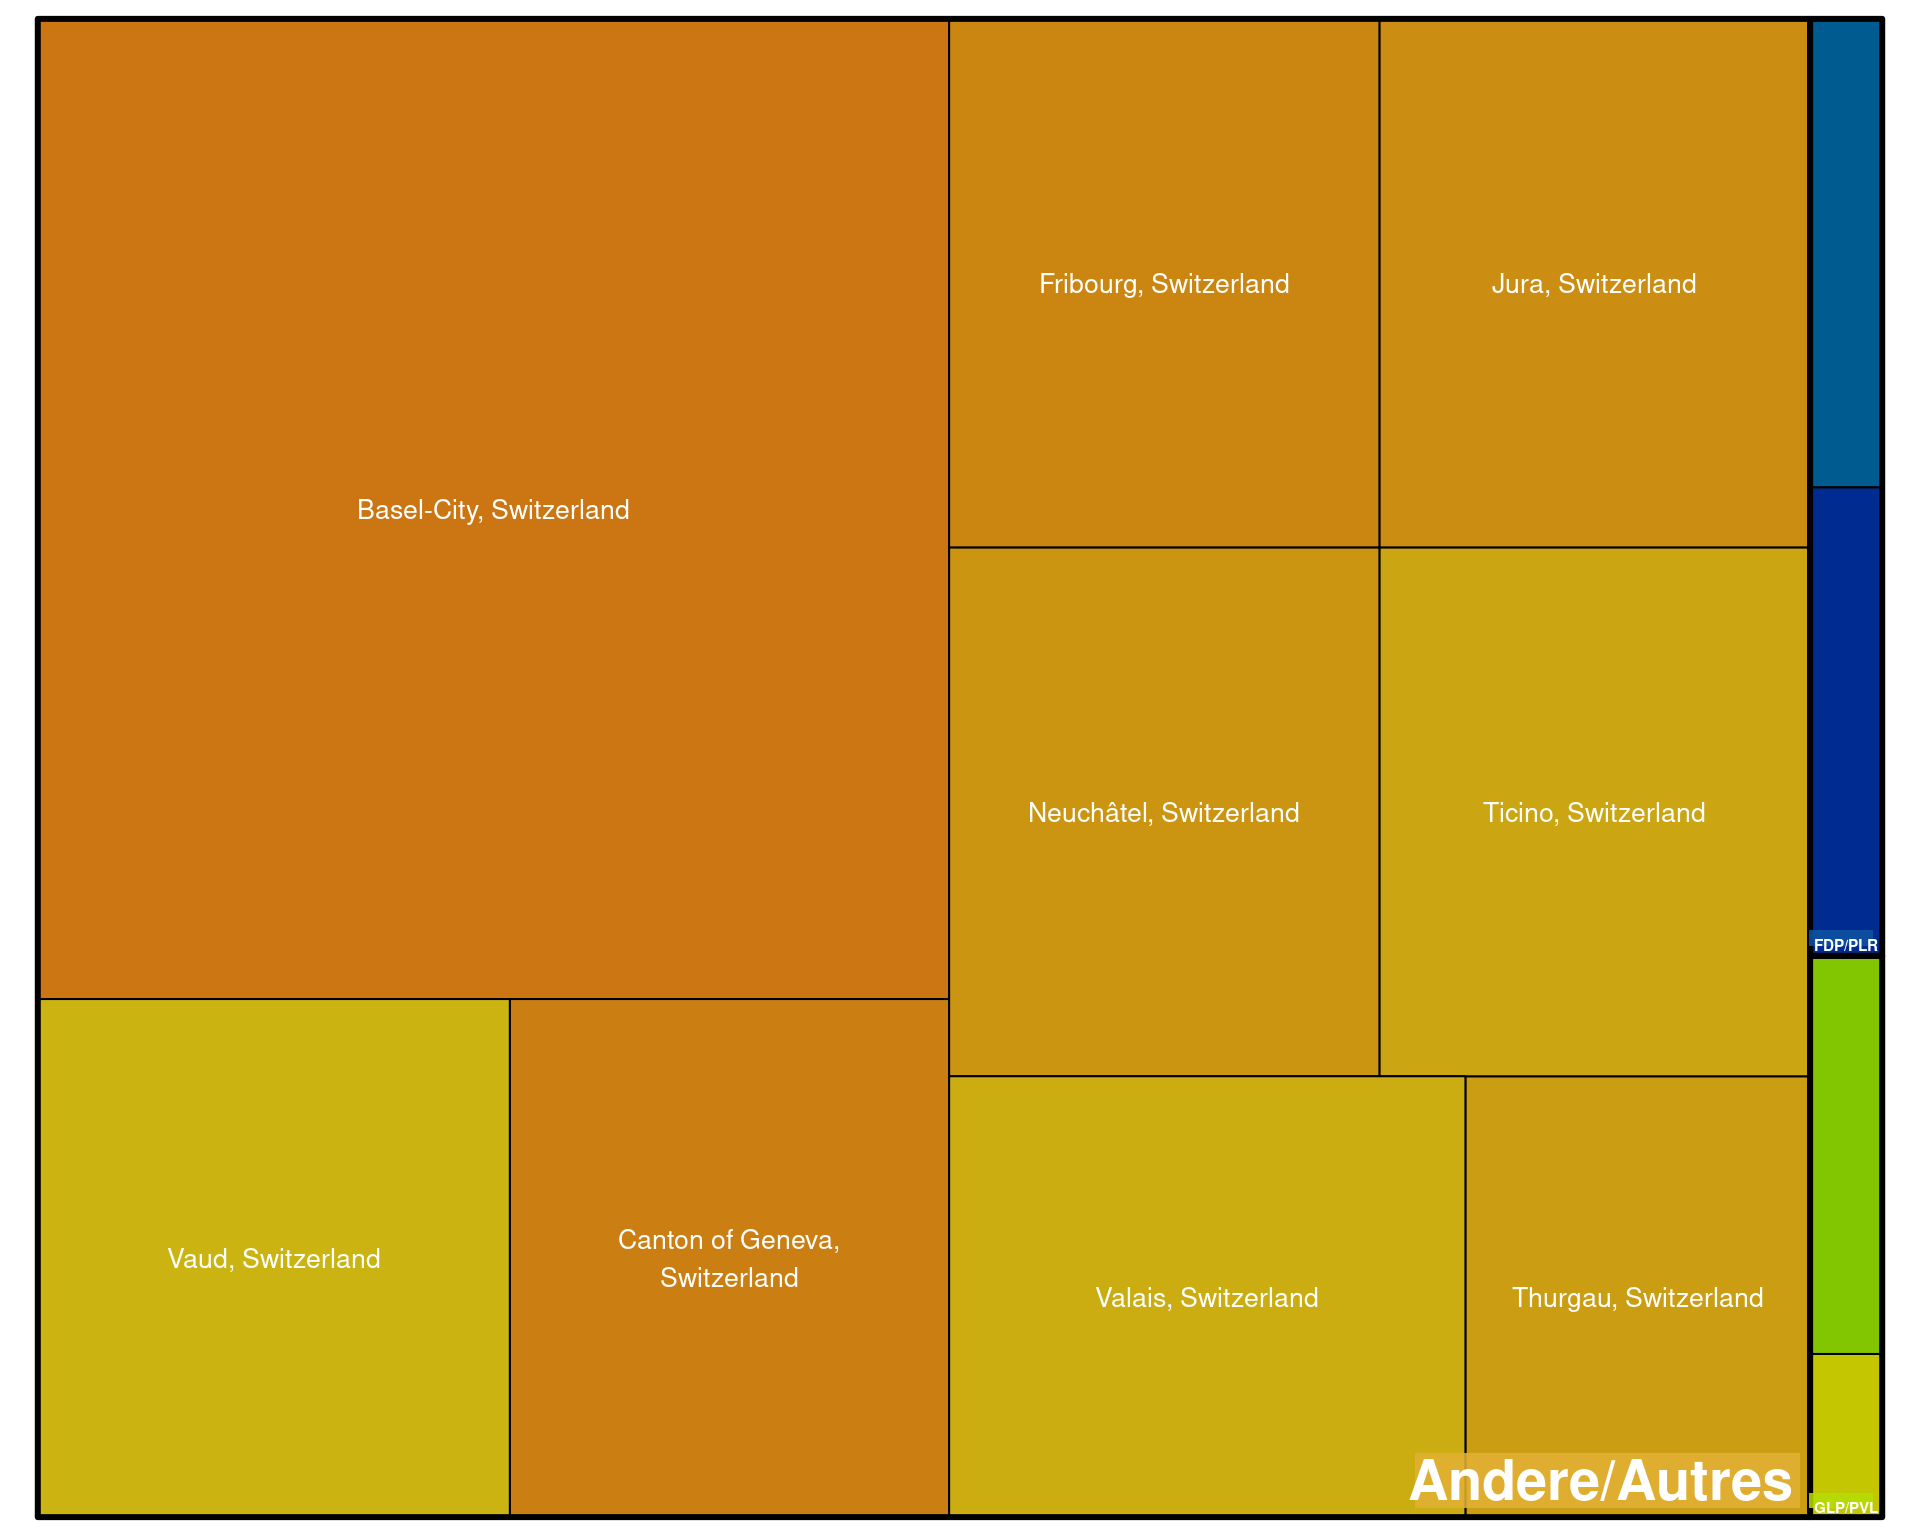 Fribourg, Switzerland
Jura, Switzerland
Basel-City, Switzerland
Neuchâtel, Switzerland
Ticino, Switzerland
FDP/PLR
Vaud, Switzerland
Canton of Geneva,
Switzerland
Valais, Switzerland
Thurgau, Switzerland
Andere/Autres
GLP/PVL